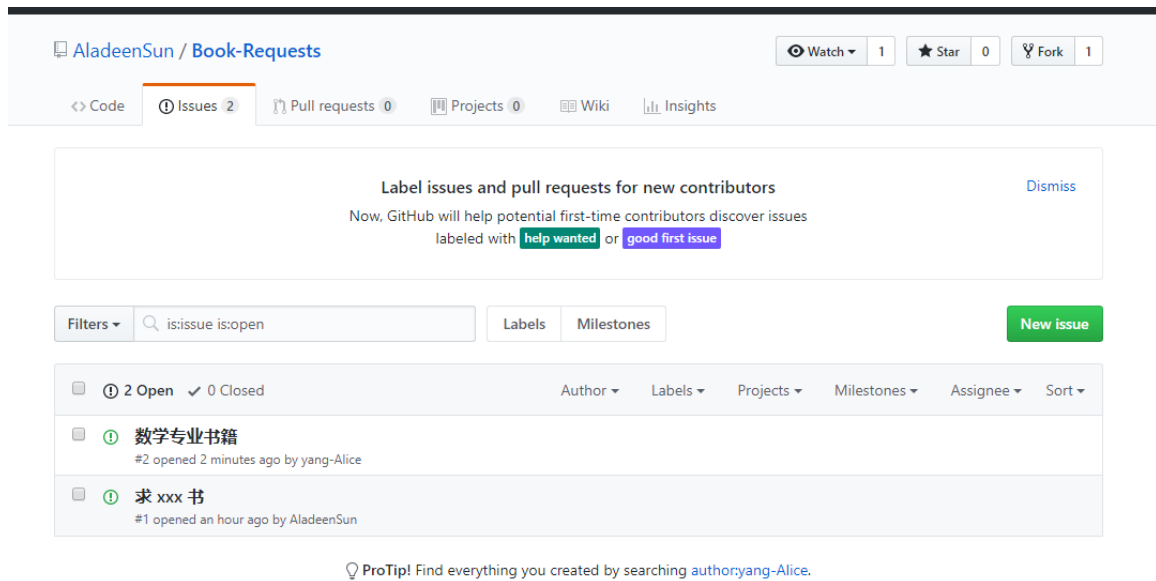 AladeenSun / Book-Requests
Watch 1 Star 0 Fork 1
Code Issues 2 Pull requests 0 Projects 0 Wiki Insights
Label issues and pull requests for new contributors
Dismiss
Now, GitHub will help potential first-time contributors discover issues
labeled with help wanted or good first issue
Filters is:issue is:open Labels Milestones New issue
2 Open 0 Closed Author Labels Projects Milestones Assignee Sort
数学专业书籍
#2 opened 2 minutes ago by yang-Alice
求 xxx 书
#1 opened an hour ago by AladeenSun
ProTip! Find everything you created by searching author:yang-Alice.